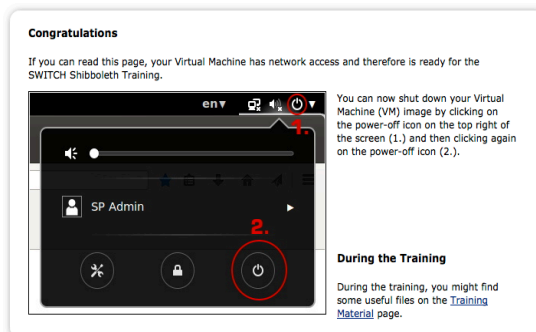 Congratulations
If you can read this page, your Virtual Machine has network access and therefore is ready for the
SWITCH Shibboleth Training.
en
1.
SP Admin
2.
You can now shut down your Virtual
Machine (VM) image by clicking on
the power-off icon on the top right of
the screen (1.) and then clicking again
on the power-off icon (2.).
During the Training
During the training, you might find
some useful files on the Training
Material page.